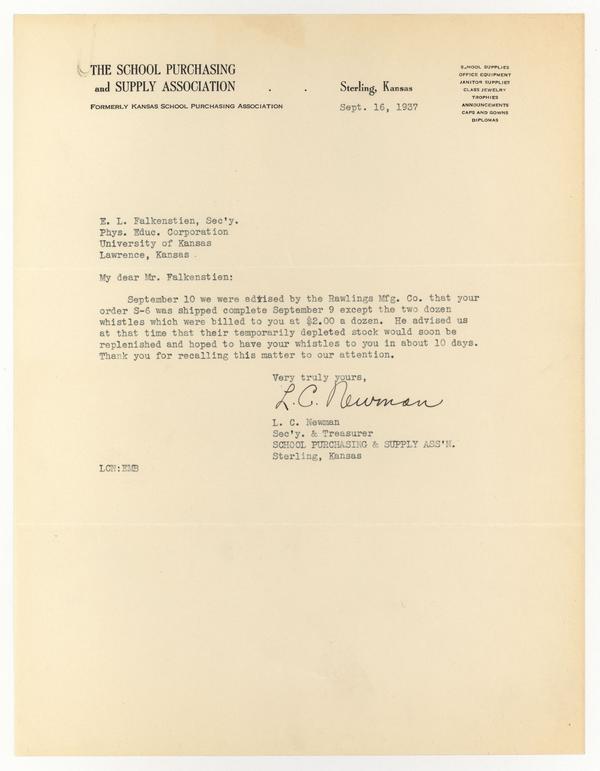 THE SCHOOL PURCHASING
and SUPPLY ASSOCIATION . .
FORMERLY KANSAS SCHOOL PURCHASING ASSOCIATION
Sterling, Kansas
Sept. 16, 1937
SCHOOL SUPPLIES
OFFICE EQUIPMENT
JANITOR SUPPLIES
CLASS JEWELRY
TROPHIES
ANNOUNCEMENTS
CAPS AND GOWNS
DIPLOMAS
E. L. Falkenstien, Sec'y.
Phys. Educ. Corporation
University of Kansas
Lawrence, Kansas
My dear Mr. Falkenstien:
September 10 we were advised by the Rawlings Mfg. Co. that your
order S-6 was shipped complete September 9 except the two dozen
whistles which were billed to you at $2.00 a dozen. He advised us
at that time that their temporarily depleted stock would soon be
replenished and hoped to have your whistles to you in about 10 days.
Thank you for recalling this matter to our attention.
Very truly yours,
L. C. Newman
L. C. Newman
Sec'y. & Treasurer
SCHOOL PURCHASING & SUPPLY ASS'N.
Sterling, Kansas
LCN:EMB